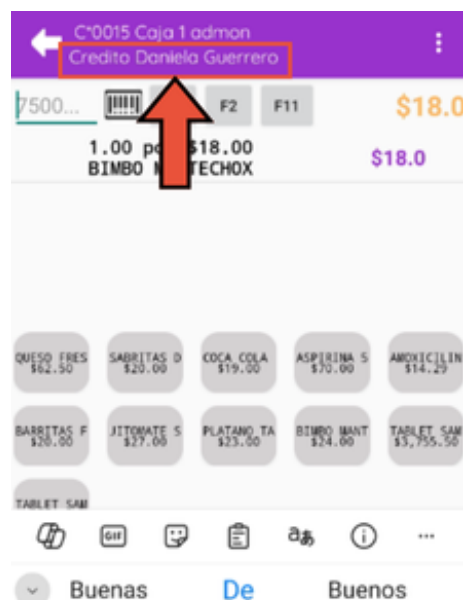 C*0015 Caja 1 admon
Credito Daniela Guerrero
7500... F2 F11 $18.0
1.00 $18.00
BIMBO TECHOX $18.0
QUESO FRES SABRITAS D COCA COLA ASPIRINA S AMOXICILIN
$62.50 $20.00 $19.00 $70.00 $14.29
BARRITAS F JITOMATE S PLATANO TA BIMBO MANT TABLET SAM
$20.00 $27.00 $23.00 $24.00 $3,755.50
TABLET SAM
GIF aあ
Buenas De Buenos